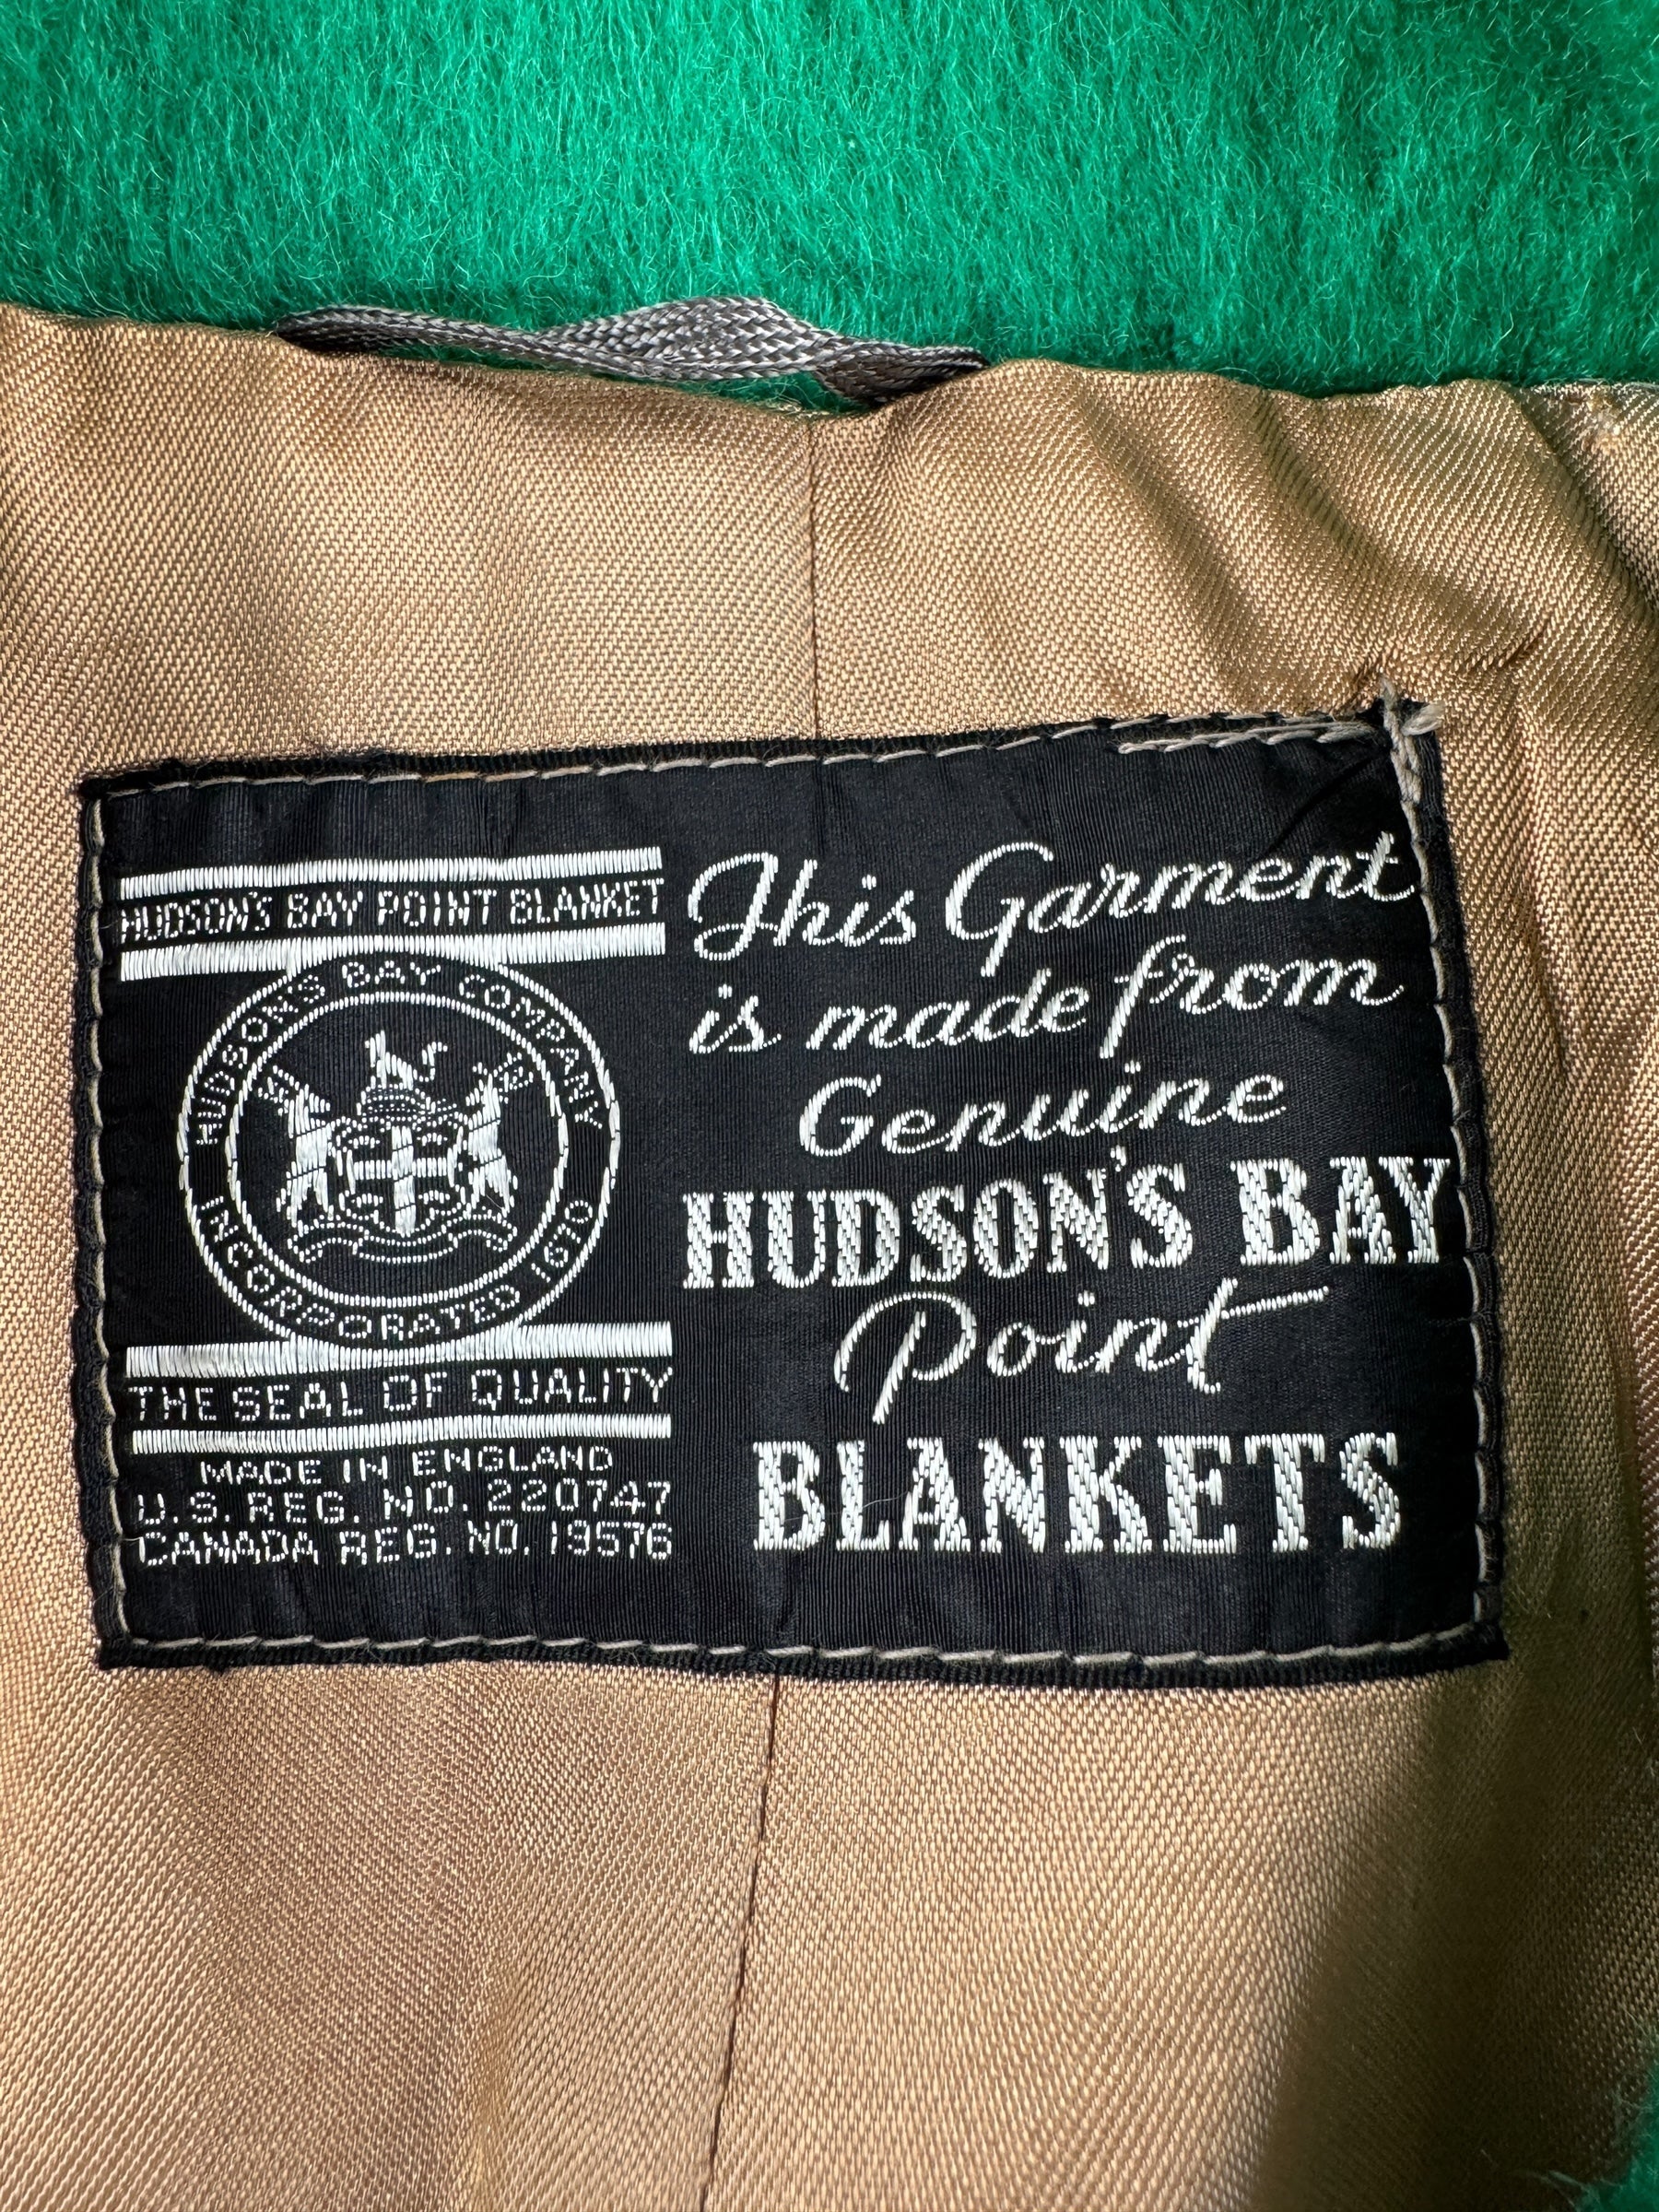 HUDSON'S BAY POINT BLANKET
HUDSON'S BAY COMPANY
INCORPORATED 1670
THE SEAL OF QUALITY
MADE IN ENGLAND
U.S. REG. NO. 220747
CANADA REG. NO. 19576
This Garment
is made from
Genuine
HUDSON'S BAY
Point
BLANKETS